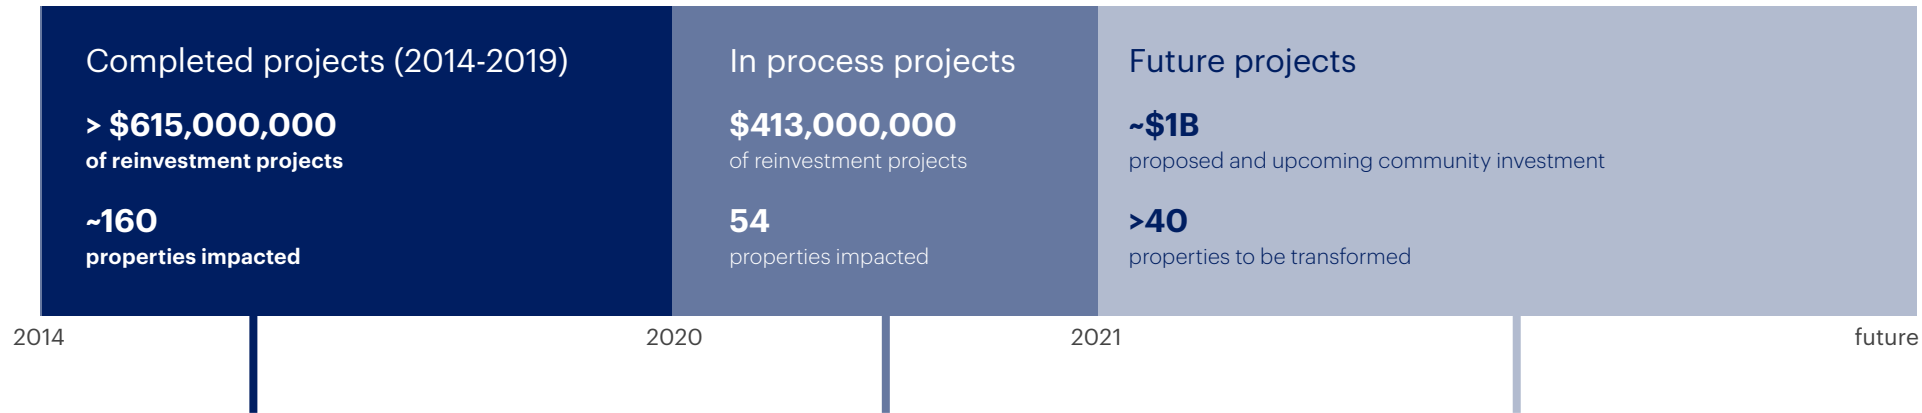 Completed projects (2014-2019)
> $615,000,000
of reinvestment projects
~160
properties impacted
In process projects
$413,000,000
of reinvestment projects
54
properties impacted
Future projects
~$1B
proposed and upcoming community investment
>40
properties to be transformed
2014
2020
2021
future